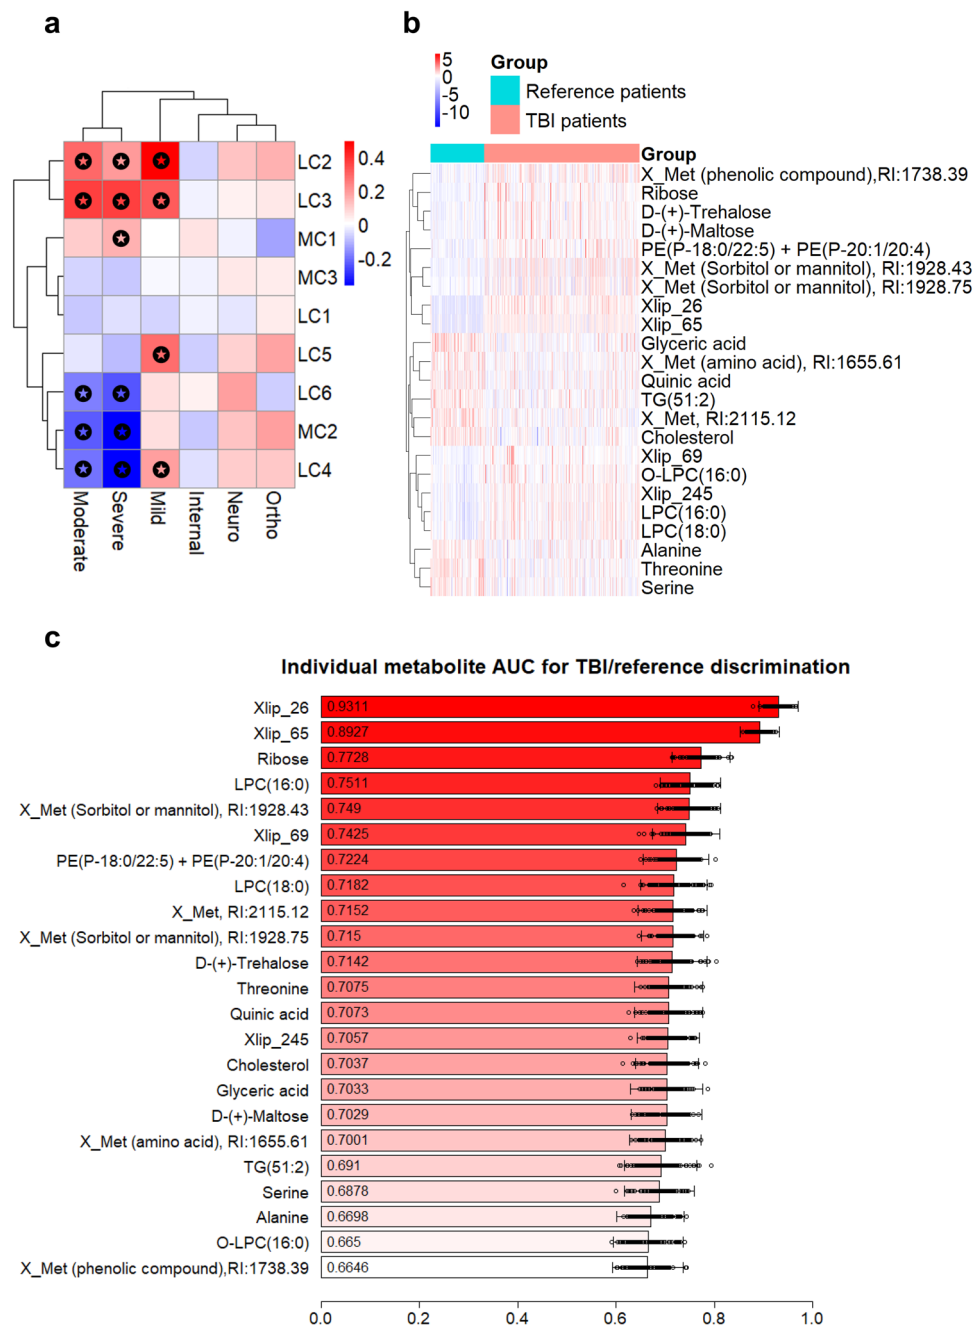 a
LC2
LC3
MC1
MC3
LC1
LC5
LC6
MC2
LC4
Moderate
Severe
Mild
Internal
Neuro
Ortho
0.4
0.2
0
-0.2
b
5
0
-5
-10
Group
Reference patients
TBI patients
Group
X_Met (phenolic compound),RI:1738.39
Ribose
D-(+)-Trehalose
D-(+)-Maltose
PE(P-18:0/22:5) + PE(P-20:1/20:4)
X_Met (Sorbitol or mannitol), RI:1928.43
X_Met (Sorbitol or mannitol), RI:1928.75
Xlip_26
Xlip_65
Glyceric acid
X_Met (amino acid), RI:1655.61
Quinic acid
TG(51:2)
X_Met, RI:2115.12
Cholesterol
Xlip_69
O-LPC(16:0)
Xlip_245
LPC(16:0)
LPC(18:0)
Alanine
Threonine
Serine
c
Individual metabolite AUC for TBI/reference discrimination
Xlip_26 0.9311
Xlip_65 0.8927
Ribose 0.7728
LPC(16:0) 0.7511
X_Met (Sorbitol or mannitol), RI:1928.43 0.749
Xlip_69 0.7425
PE(P-18:0/22:5) + PE(P-20:1/20:4) 0.7224
LPC(18:0) 0.7182
X_Met, RI:2115.12 0.7152
X_Met (Sorbitol or mannitol), RI:1928.75 0.715
D-(+)-Trehalose 0.7142
Threonine 0.7075
Quinic acid 0.7073
Xlip_245 0.7057
Cholesterol 0.7037
Glyceric acid 0.7033
D-(+)-Maltose 0.7029
X_Met (amino acid), RI:1655.61 0.7001
TG(51:2) 0.691
Serine 0.6878
Alanine 0.6698
O-LPC(16:0) 0.665
X_Met (phenolic compound),RI:1738.39 0.6646
0.0 0.2 0.4 0.6 0.8 1.0